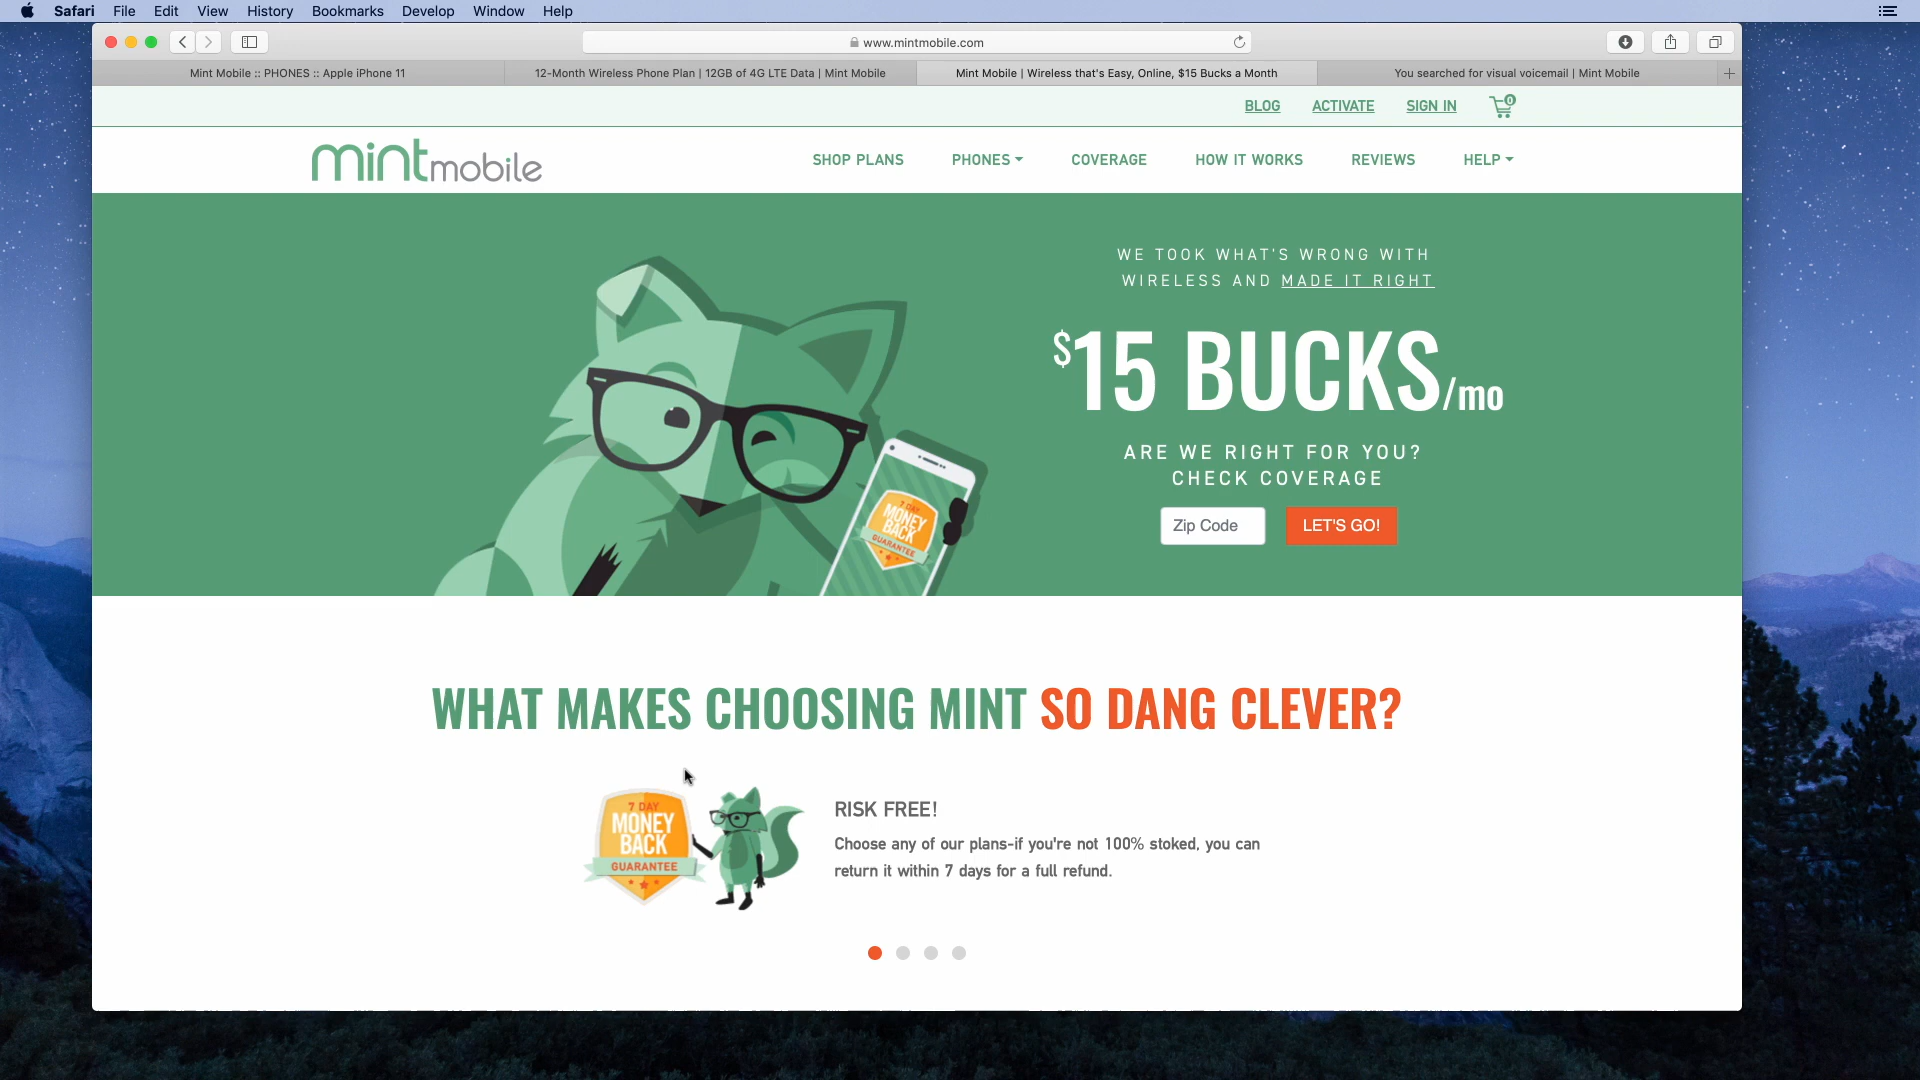 Safari File Edit View History Bookmarks Develop Window Help
www.mintmobile.com
Mint Mobile :: PHONES :: Apple iPhone 11
12-Month Wireless Phone Plan | 12GB of 4G LTE Data | Mint Mobile
Mint Mobile | Wireless that's Easy, Online, $15 Bucks a Month
You searched for visual voicemail | Mint Mobile
BLOG ACTIVATE SIGN IN 0
mintmobile
SHOP PLANS PHONES COVERAGE HOW IT WORKS REVIEWS HELP
WE TOOK WHAT'S WRONG WITH
WIRELESS AND MADE IT RIGHT
$15 BUCKS/mo
ARE WE RIGHT FOR YOU?
CHECK COVERAGE
Zip Code LET'S GO!
7 DAY
MONEY
BACK
GUARANTEE
WHAT MAKES CHOOSING MINT SO DANG CLEVER?
7 DAY
MONEY
BACK
GUARANTEE
RISK FREE!
Choose any of our plans-if you're not 100% stoked, you can
return it within 7 days for a full refund.